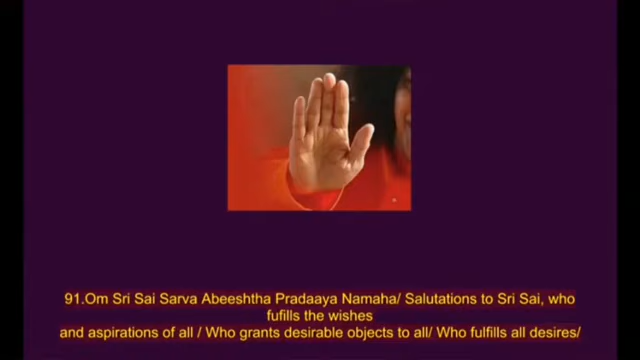 91.Om Sri Sai Sarva Abeeshtha Pradaaya Namaha/ Salutations to Sri Sai, who
fufills the wishes
and aspirations of all / Who grants desirable objects to all/ Who fulfills all desires/